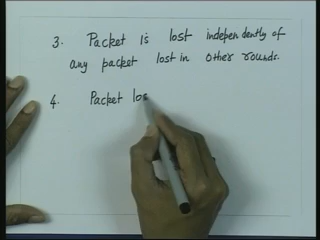 3. Packet is lost independently of
any packet lost in other rounds.
4. Packet los